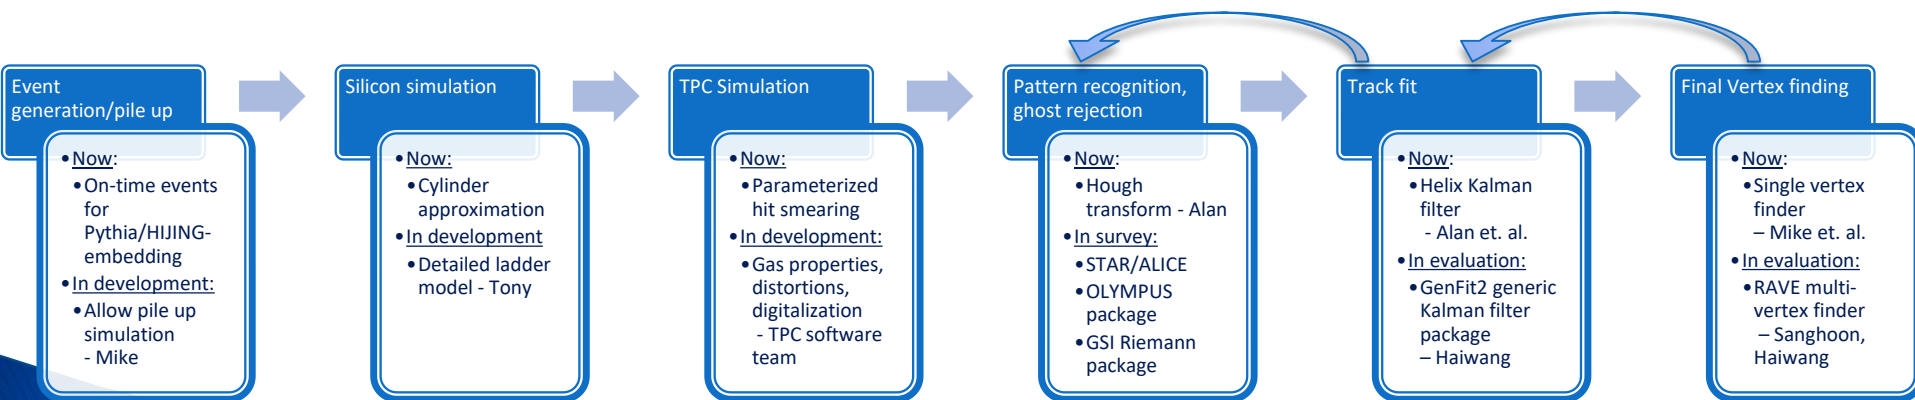 Event
generation/pile up
•Now:
•On-time events
for
Pythia/HIJING-
embedding
•In development:
•Allow pile up
simulation
- Mike
Silicon simulation
•Now:
•Cylinder
approximation
•In development
•Detailed ladder
model - Tony
TPC Simulation
•Now:
•Parameterized
hit smearing
•In development:
•Gas properties,
distortions,
digitalization
- TPC software
team
Pattern recognition,
ghost rejection
•Now:
•Hough
transform - Alan
•In survey:
•STAR/ALICE
•OLYMPUS
package
•GSI Riemann
package
Track fit
•Now:
•Helix Kalman
filter
- Alan et. al.
•In evaluation:
•GenFit2 generic
Kalman filter
package
– Haiwang
Final Vertex finding
•Now:
•Single vertex
finder
– Mike et. al.
•In evaluation:
•RAVE multi-
vertex finder
– Sanghoon,
Haiwang